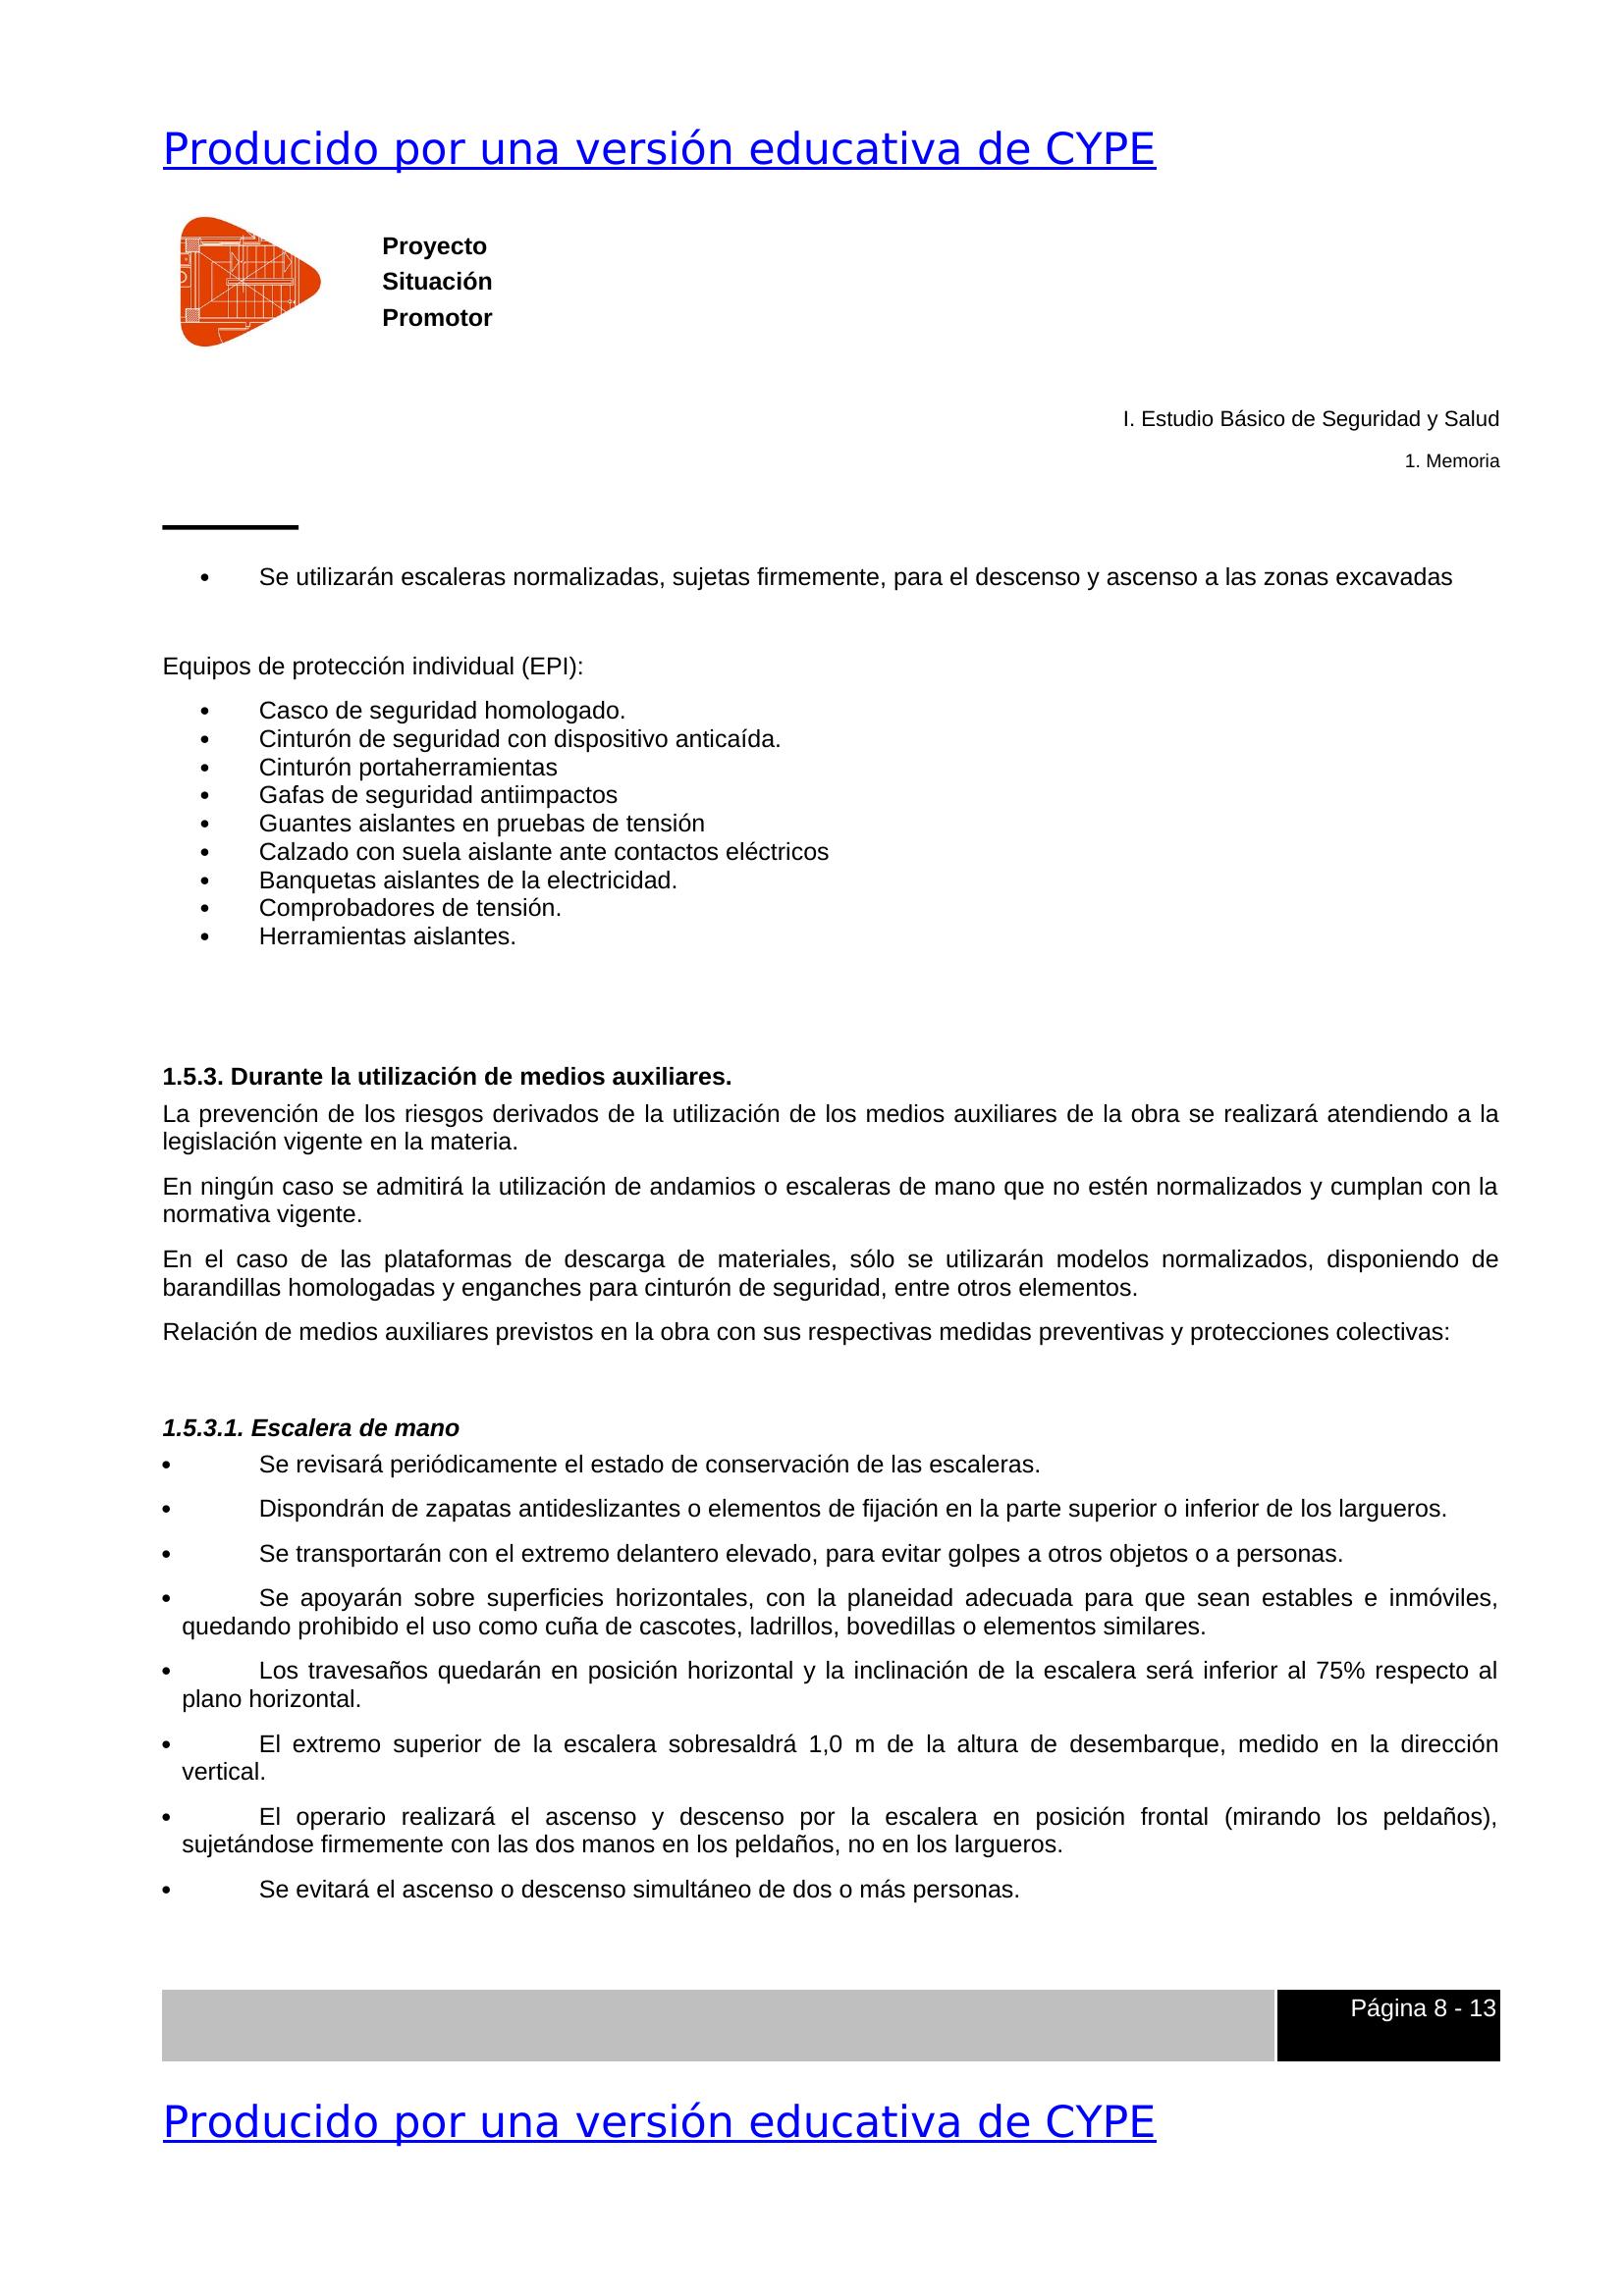 Producido por una versión educativa de CYPE
Proyecto
Situación
Promotor
I. Estudio Básico de Seguridad y Salud
1. Memoria
• Se utilizarán escaleras normalizadas, sujetas firmemente, para el descenso y ascenso a las zonas excavadas
Equipos de protección individual (EPI):
• Casco de seguridad homologado.
• Cinturón de seguridad con dispositivo anticaída.
• Cinturón portaherramientas
• Gafas de seguridad antiimpactos
• Guantes aislantes en pruebas de tensión
• Calzado con suela aislante ante contactos eléctricos
• Banquetas aislantes de la electricidad.
• Comprobadores de tensión.
• Herramientas aislantes.
1.5.3. Durante la utilización de medios auxiliares.
La prevención de los riesgos derivados de la utilización de los medios auxiliares de la obra se realizará atendiendo a la
legislación vigente en la materia.
En ningún caso se admitirá la utilización de andamios o escaleras de mano que no estén normalizados y cumplan con la
normativa vigente.
En el caso de las plataformas de descarga de materiales, sólo se utilizarán modelos normalizados, disponiendo de
barandillas homologadas y enganches para cinturón de seguridad, entre otros elementos.
Relación de medios auxiliares previstos en la obra con sus respectivas medidas preventivas y protecciones colectivas:
1.5.3.1. Escalera de mano
• Se revisará periódicamente el estado de conservación de las escaleras.
• Dispondrán de zapatas antideslizantes o elementos de fijación en la parte superior o inferior de los largueros.
• Se transportarán con el extremo delantero elevado, para evitar golpes a otros objetos o a personas.
• Se apoyarán sobre superficies horizontales, con la planeidad adecuada para que sean estables e inmóviles,
quedando prohibido el uso como cuña de cascotes, ladrillos, bovedillas o elementos similares.
• Los travesaños quedarán en posición horizontal y la inclinación de la escalera será inferior al 75% respecto al
plano horizontal.
• El extremo superior de la escalera sobresaldrá 1,0 m de la altura de desembarque, medido en la dirección
vertical.
• El operario realizará el ascenso y descenso por la escalera en posición frontal (mirando los peldaños),
sujetándose firmemente con las dos manos en los peldaños, no en los largueros.
• Se evitará el ascenso o descenso simultáneo de dos o más personas.
Página 8 - 13
Producido por una versión educativa de CYPE